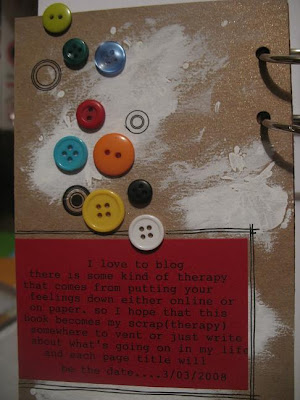 I love to blog
there is some kind of therapy
that comes from putting your
feelings down either online or
on paper. so I hope that this
book becomes my scrap(therapy)
somewhere to vent or just write
about what's going on in my life
and each page title will
be the date....3/03/2008